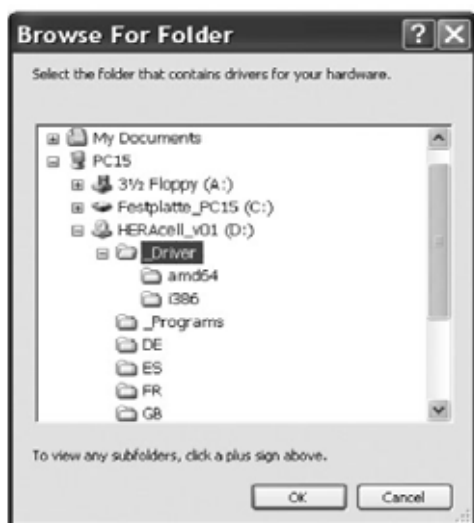 Browse For Folder
Select the folder that contains drivers for your hardware.
My Documents
PC15
3½ Floppy (A:)
Festplatte_PC15 (C:)
HERAcell_v01 (D:)
_Driver
amd64
i386
_Programs
DE
ES
FR
GB
To view any subfolders, click a plus sign above.
OK Cancel